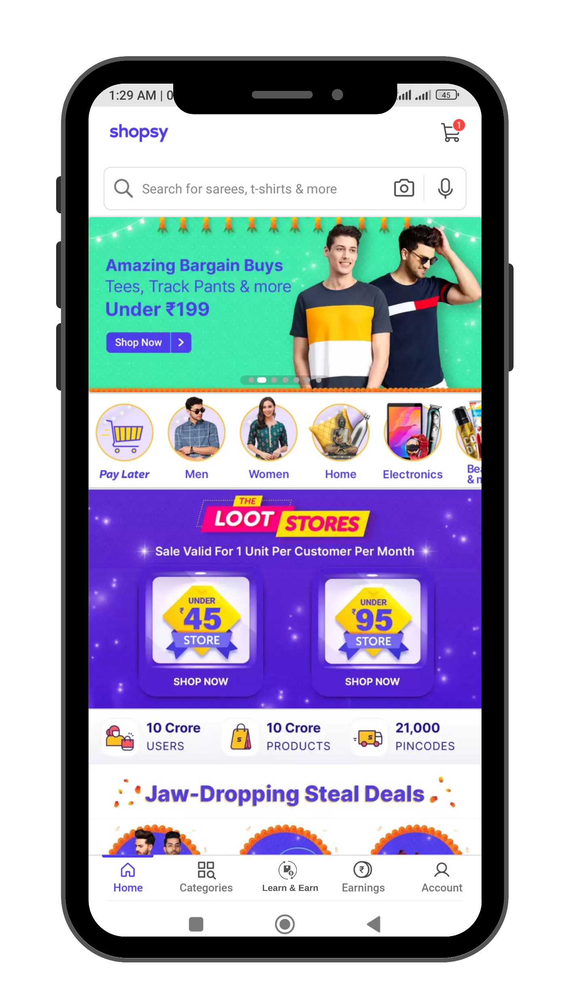 1:29 AM | 0
45
shopsy
1
Search for sarees, t-shirts & more
Amazing Bargain Buys
Tees, Track Pants & more
Under ₹199
Shop Now
Pay Later
Men
Women
Home
08:08
Electronics
& 
THE
LOOT STORES
Sale Valid For 1 Unit Per Customer Per Month
UNDER
₹45
STORE
SHOP NOW
UNDER
₹95
STORE
SHOP NOW
10 Crore
USERS
S
10 Crore
PRODUCTS
S
21,000
PINCODES
Jaw-Dropping Steal Deals
Home
Categories
Learn & Earn
₹
Earnings
Account